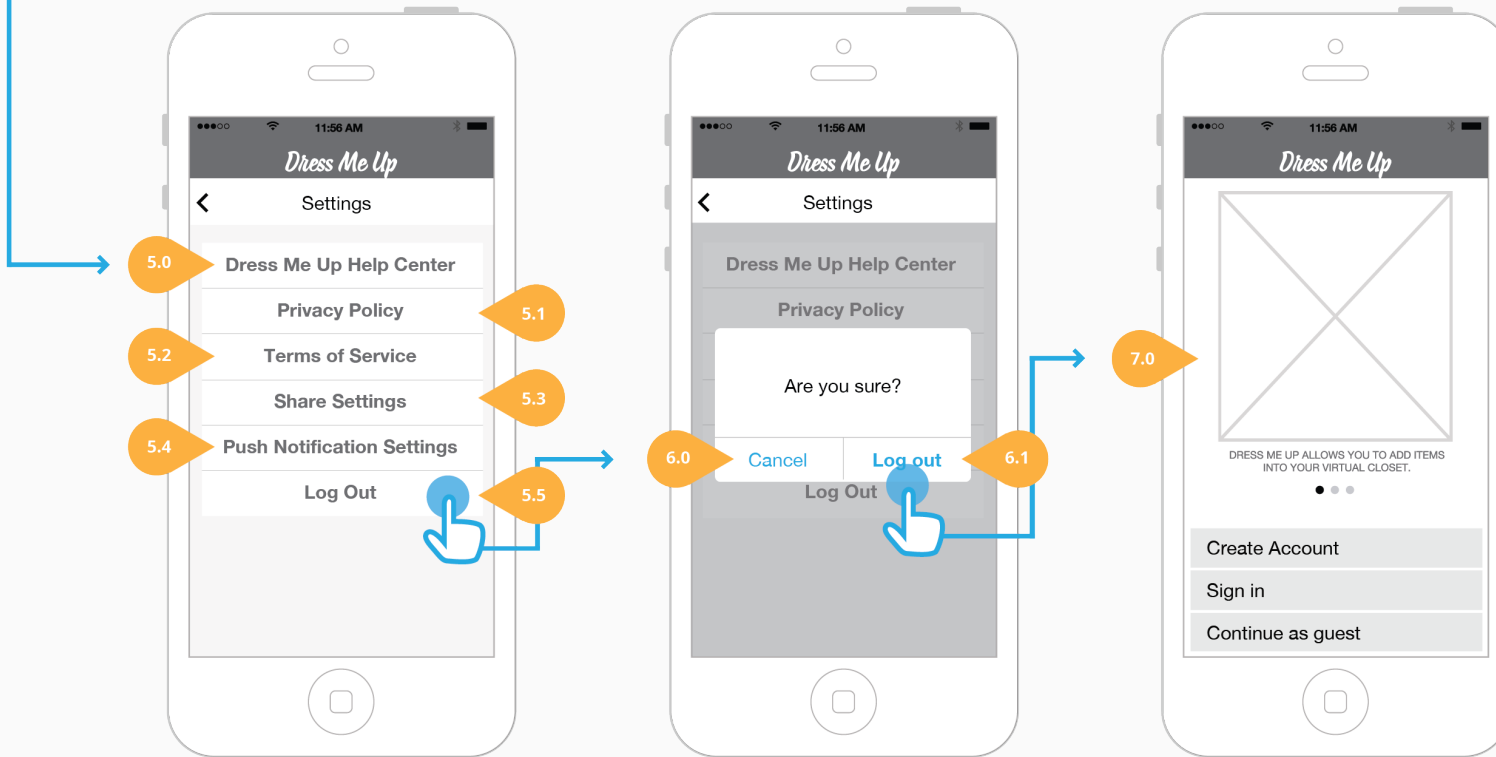 11:56 AM
Dress Me Up
Settings
5.0
Dress Me Up Help Center
Privacy Policy
5.1
5.2
Terms of Service
Share Settings
5.3
5.4
Push Notification Settings
Log Out
5.5
11:56 AM
Dress Me Up
Settings
Dress Me Up Help Center
Privacy Policy
Are you sure?
6.0
Cancel
Log out
6.1
Log Out
11:56 AM
Dress Me Up
7.0
DRESS ME UP ALLOWS YOU TO ADD ITEMS
INTO YOUR VIRTUAL CLOSET.
Create Account
Sign in
Continue as guest